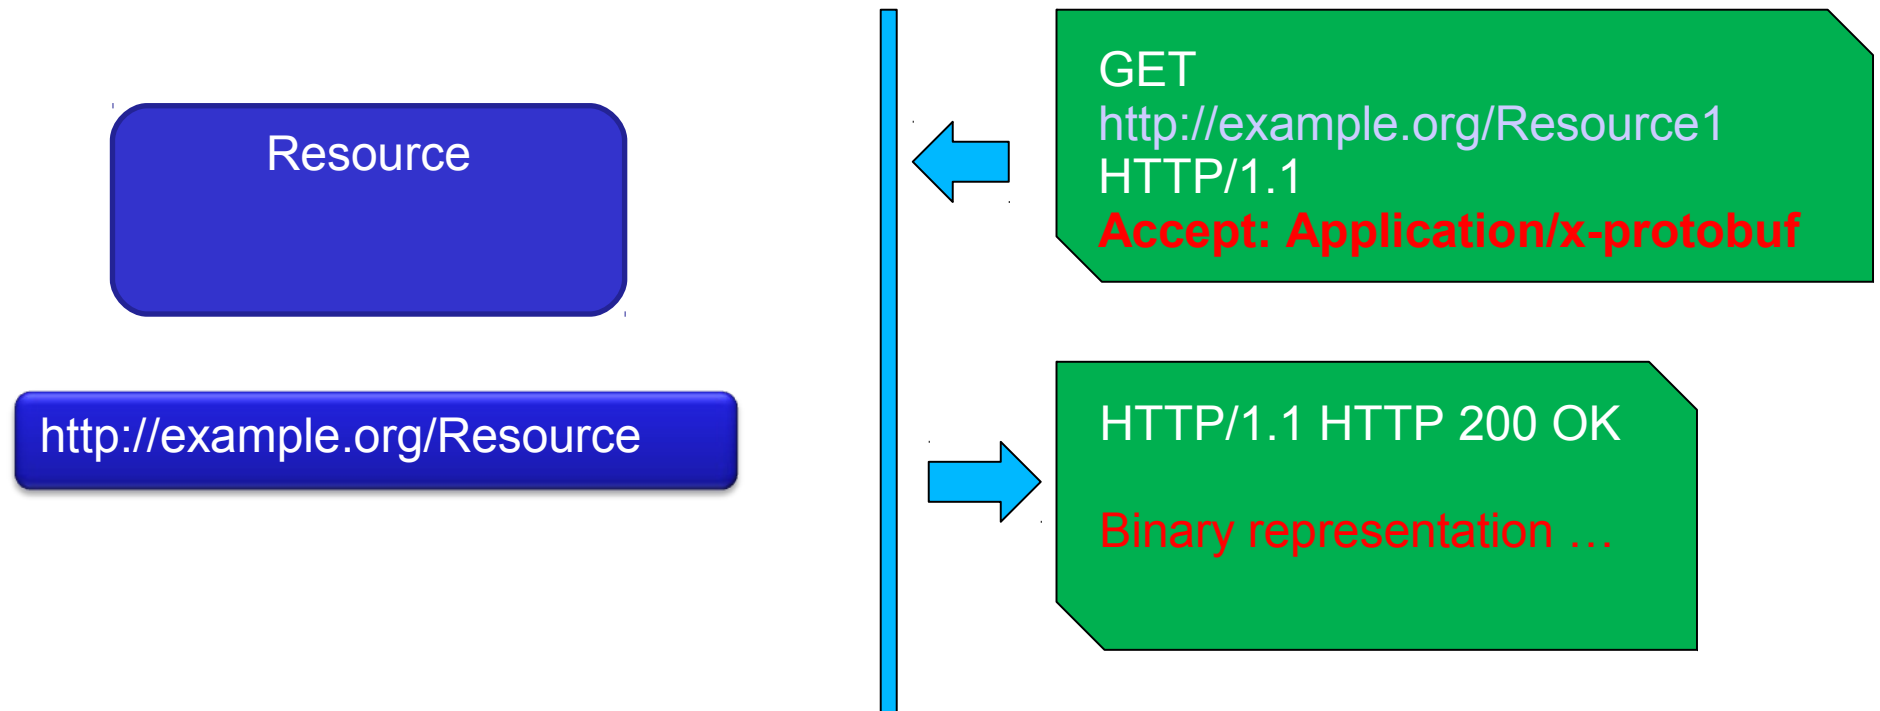 Resource
http://example.org/Resource
GET
http://example.org/Resource1
HTTP/1.1
Accept: Application/x-protobuf
HTTP/1.1 HTTP 200 OK
Binary representation …